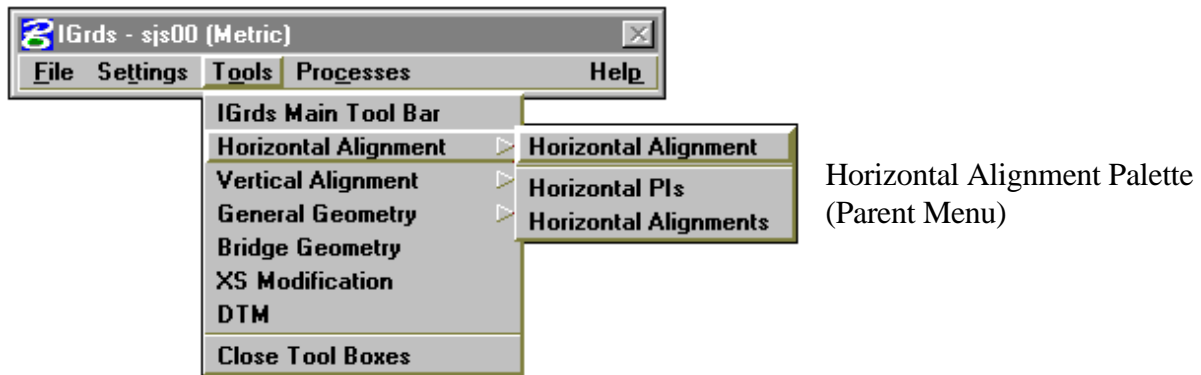 IGrds - sjs00 (Metric)
File Settings Tools Processes Help
IGrds Main Tool Bar
Horizontal Alignment
Vertical Alignment
General Geometry
Bridge Geometry
XS Modification
DTM
Close Tool Boxes
Horizontal Alignment
Horizontal PIs
Horizontal Alignments
Horizontal Alignment Palette
(Parent Menu)